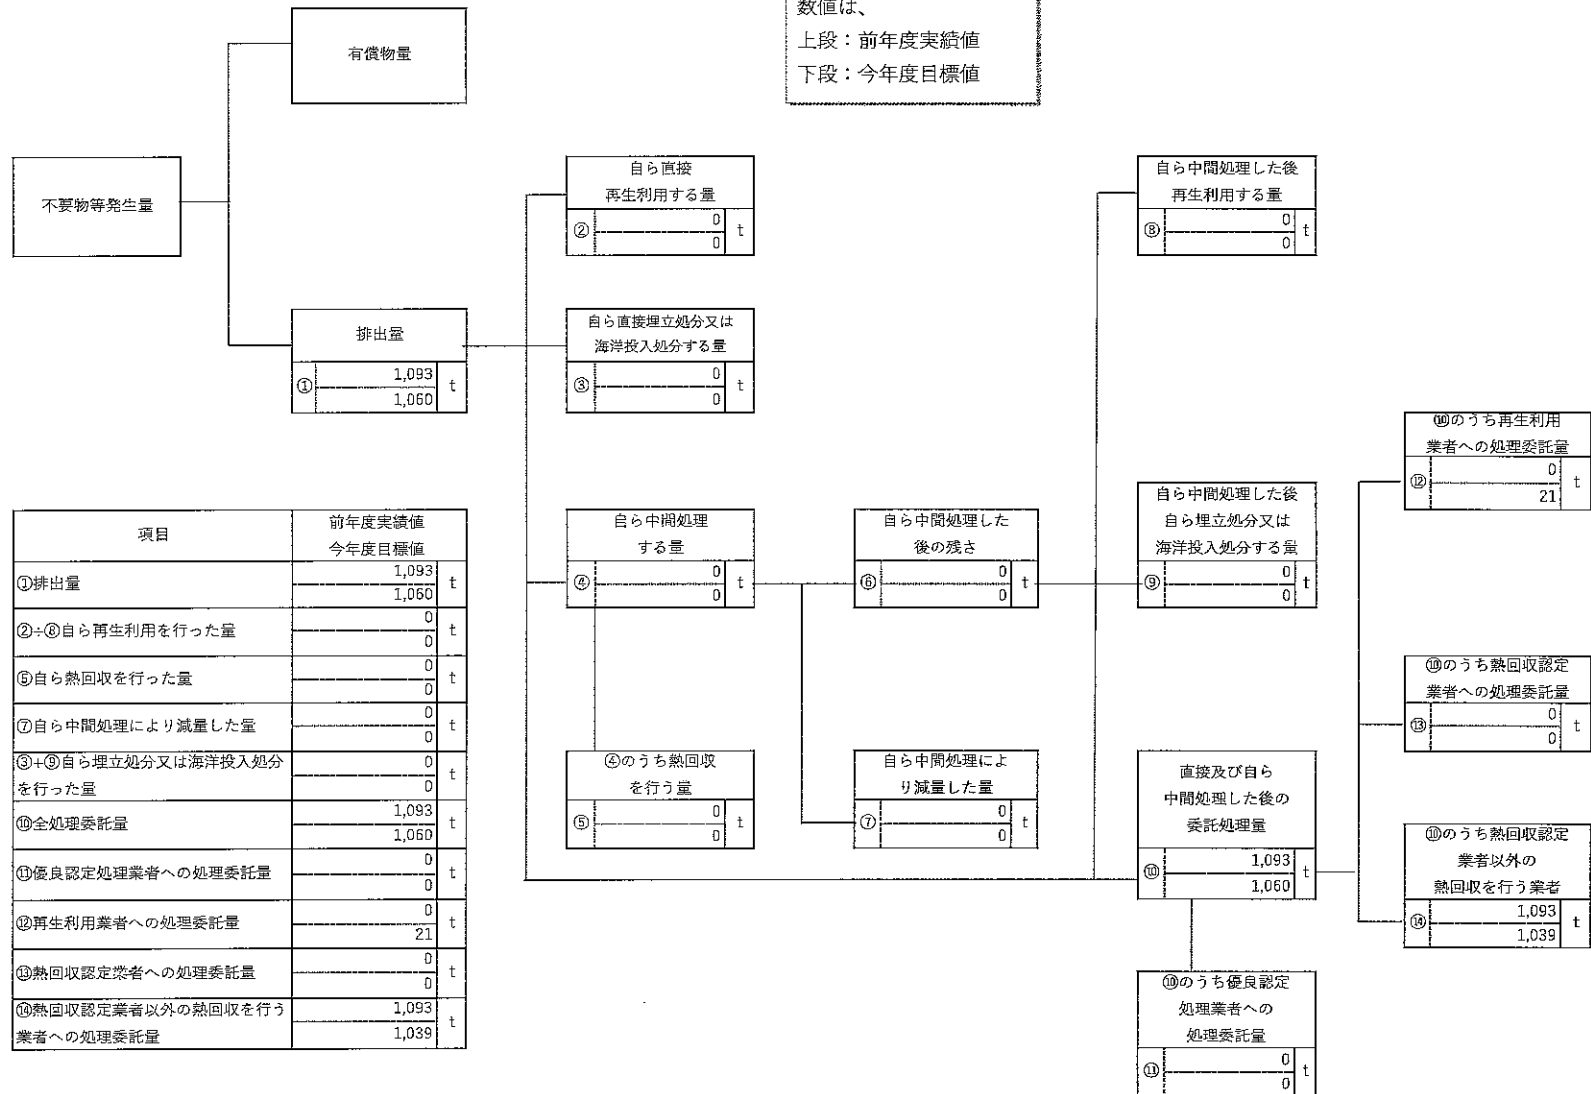 数値は、
上段：前年度実績値
下段：今年度目標値
有償物量
不要物等発生量
排出量
①
1,093
1,060
t
自ら直接
再生利用する量
②
0
0
t
自ら直接埋立処分又は
海洋投入処分する量
③
0
0
t
自ら中間処理
する量
④
0
0
t
④のうち熱回収
を行う量
⑤
0
0
t
自ら中間処理した
後の残さ
⑥
0
0
t
自ら中間処理によ
り減量した量
⑦
0
0
t
自ら中間処理した後
再生利用する量
⑧
0
0
t
自ら中間処理した後
自ら埋立処分又は
海洋投入処分する量
⑨
0
0
t
直接及び自ら
中間処理した後の
委託処理量
⑩
1,093
1,060
t
⑩のうち優良認定
処理業者への
処理委託量
⑪
0
0
t
⑩のうち再生利用
業者への処理委託量
⑫
0
21
t
⑩のうち熱回収認定
業者への処理委託量
⑬
0
0
t
⑩のうち熱回収認定
業者以外の
熱回収を行う業者
⑭
1,093
1,039
t
項目
前年度実績値
今年度目標値
①排出量
1,093
1,060
t
②+⑧自ら再生利用を行った量
0
0
t
⑤自ら熱回収を行った量
0
0
t
⑦自ら中間処理により減量した量
0
0
t
③+⑨自ら埋立処分又は海洋投入処分
を行った量
0
0
t
⑩全処理委託量
1,093
1,060
t
⑪優良認定処理業者への処理委託量
0
0
t
⑫再生利用業者への処理委託量
0
21
t
⑬熱回収認定業者への処理委託量
0
0
t
⑭熱回収認定業者以外の熱回収を行う
業者への処理委託量
1,093
1,039
t